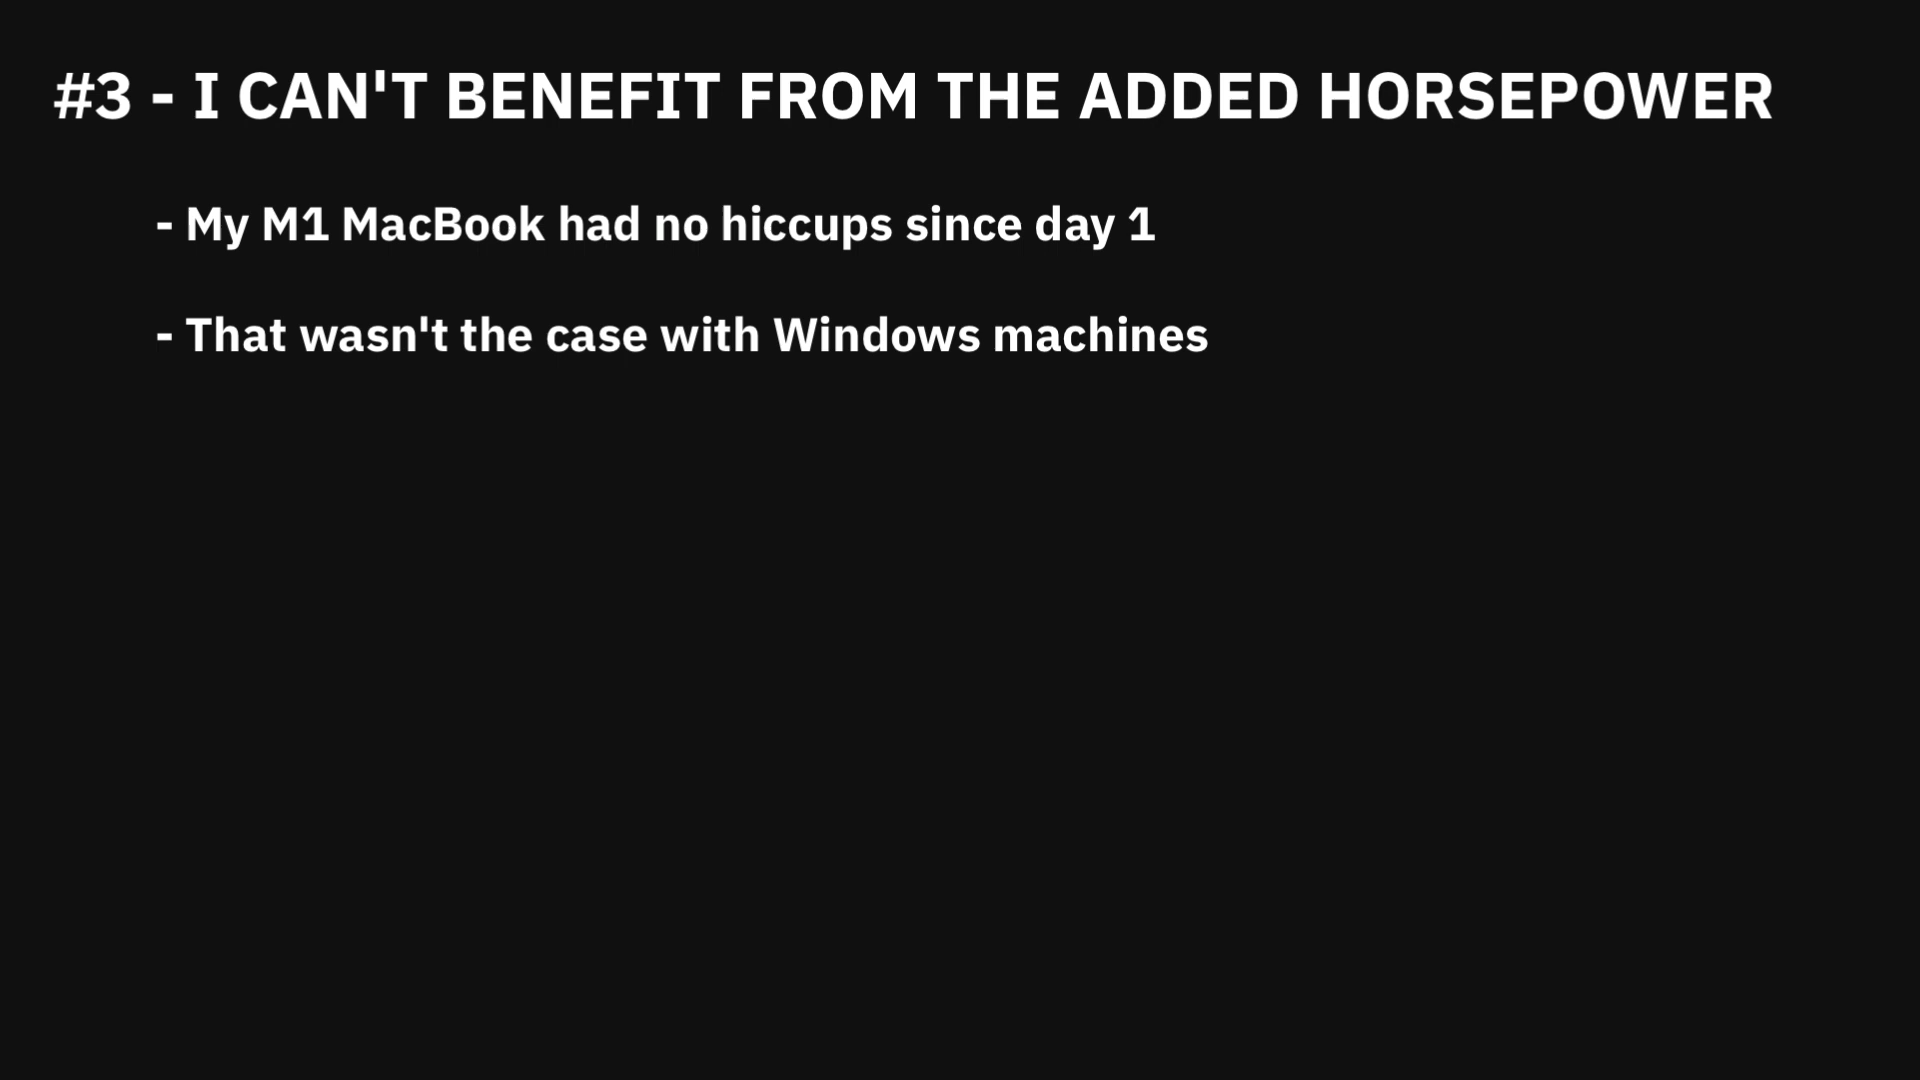 #3 - I CAN'T BENEFIT FROM THE ADDED HORSEPOWER
- My M1 MacBook had no hiccups since day 1
- That wasn't the case with Windows machines